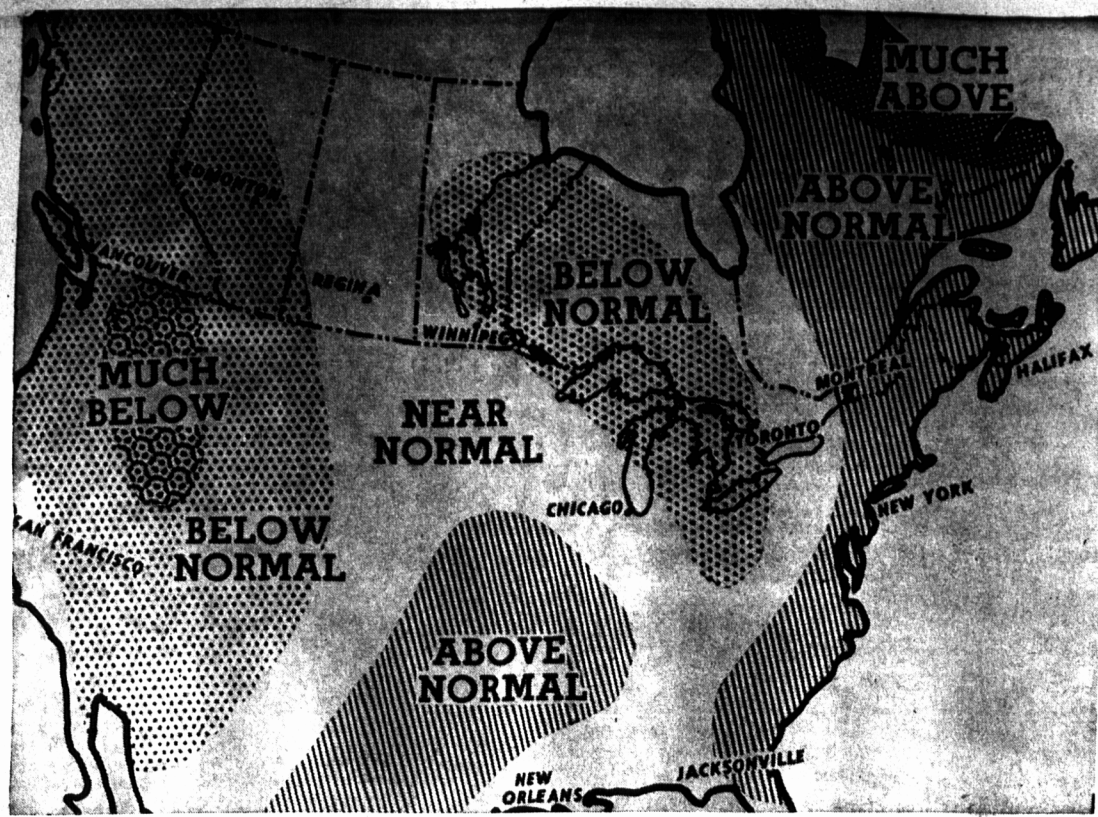 MUCH
ABOVE
EDMONTON
ABOVE
NORMAL
VANCOUVER
REGINA
BELOW
NORMAL
WINNIPEG
MUCH
BELOW
MONTREAL
HALIFAX
NEAR
NORMAL
TORONTO
CHICAGO
NEW YORK
SAN FRANCISCO
BELOW
NORMAL
ABOVE
NORMAL
JACKSONVILLE
NEW
ORLEANS